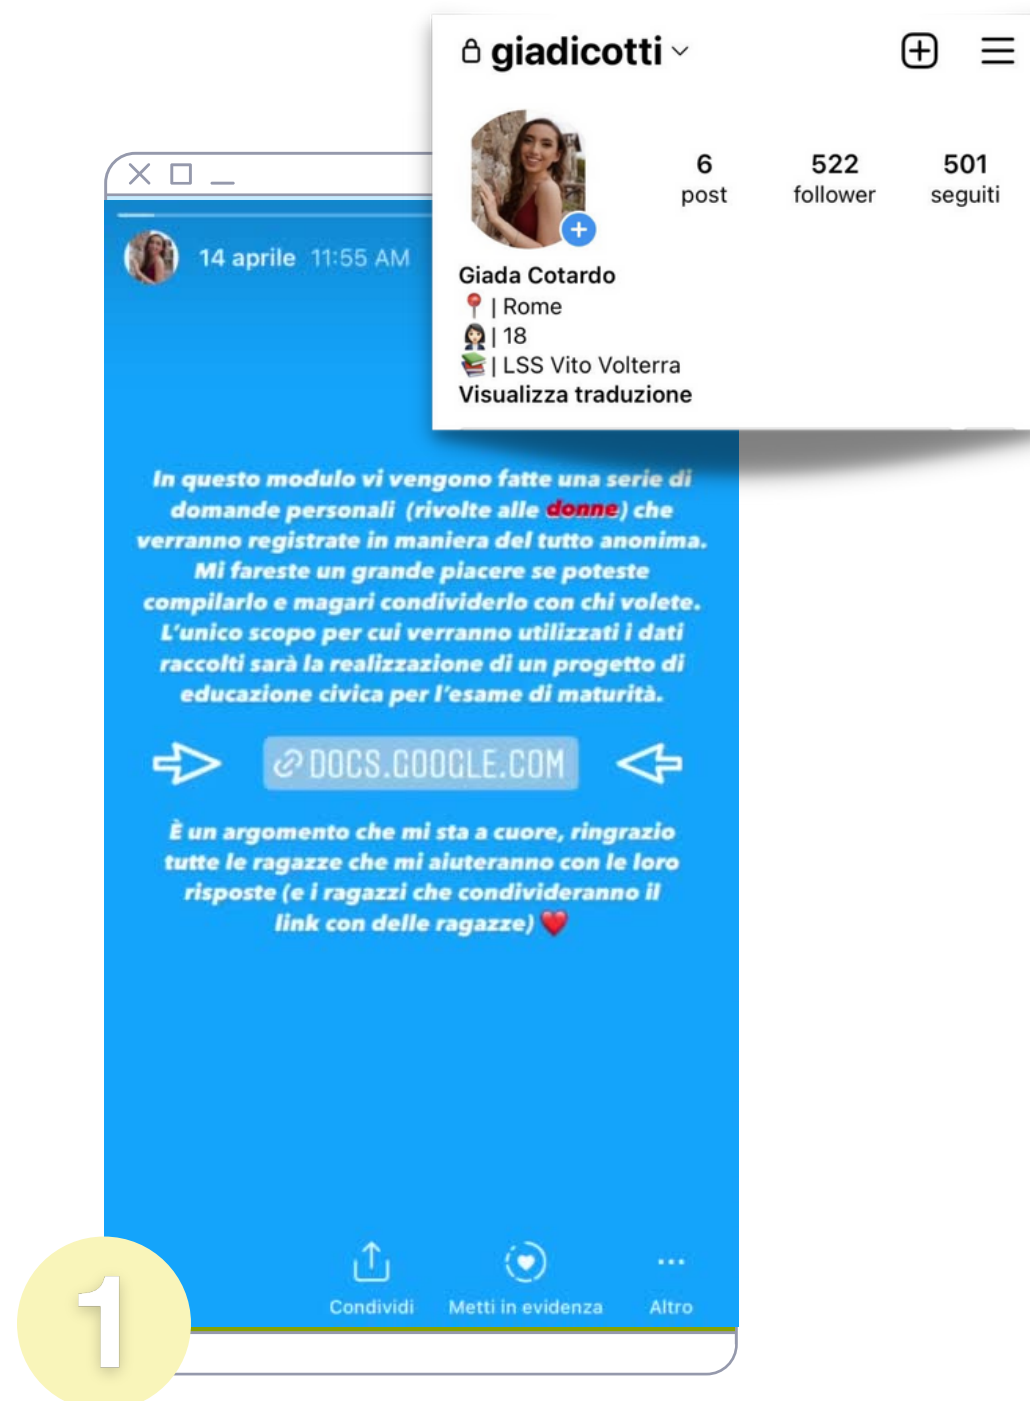 giadicotti
6 522 501
post follower seguiti
Giada Cotardo
📍| Rome
👩🏻‍💼| 18
📚| LSS Vito Volterra
Visualizza traduzione
14 aprile 11:55 AM
In questo modulo vi vengono fatte una serie di
domande personali (rivolte alle donne) che
verranno registrate in maniera del tutto anonima.
Mi fareste un grande piacere se poteste
compilarlo e magari condividerlo con chi volete.
L'unico scopo per cui verranno utilizzati i dati
raccolti sarà la realizzazione di un progetto di
educazione civica per l'esame di maturità.
DOCS.GOOGLE.COM
È un argomento che mi sta a cuore, ringrazio
tutte le ragazze che mi aiuteranno con le loro
risposte (e i ragazzi che condivideranno il
link con delle ragazze) ❤️
Condividi Metti in evidenza Altro
1